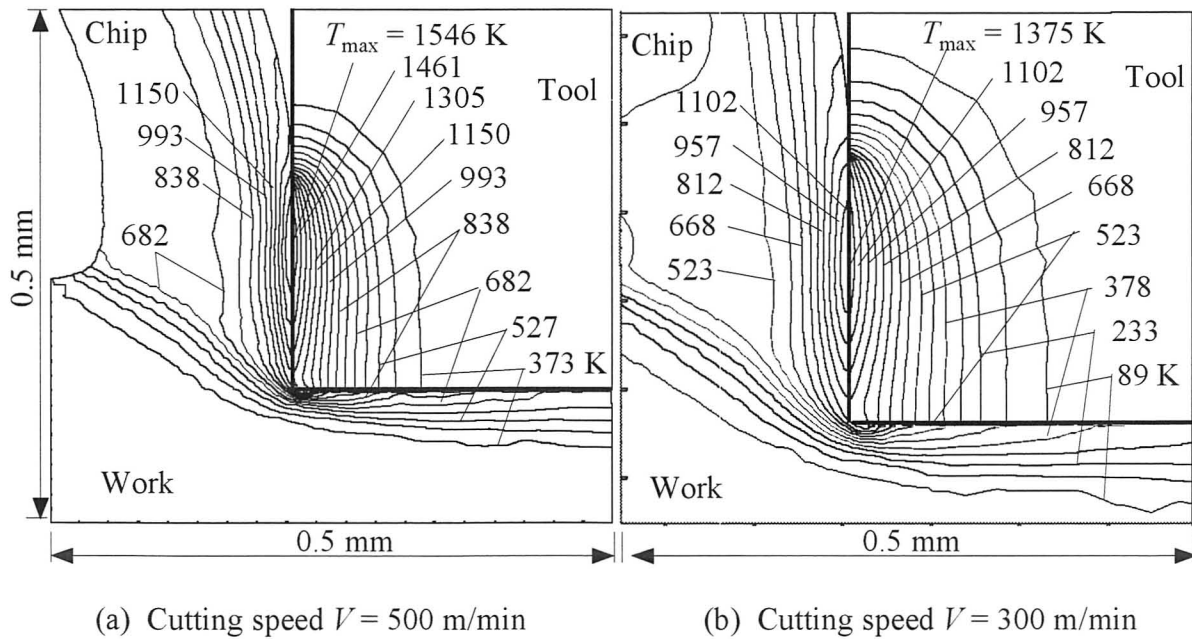 Chip
T_max = 1546 K
1461
1305
1150
993
838
682
527
373 K
1150
993
838
682
Tool
Work
0.5 mm
0.5 mm
(a) Cutting speed V = 500 m/min
Chip
T_max = 1375 K
1102
957
812
668
523
378
233
89 K
1102
957
812
668
523
Tool
Work
0.5 mm
(b) Cutting speed V = 300 m/min